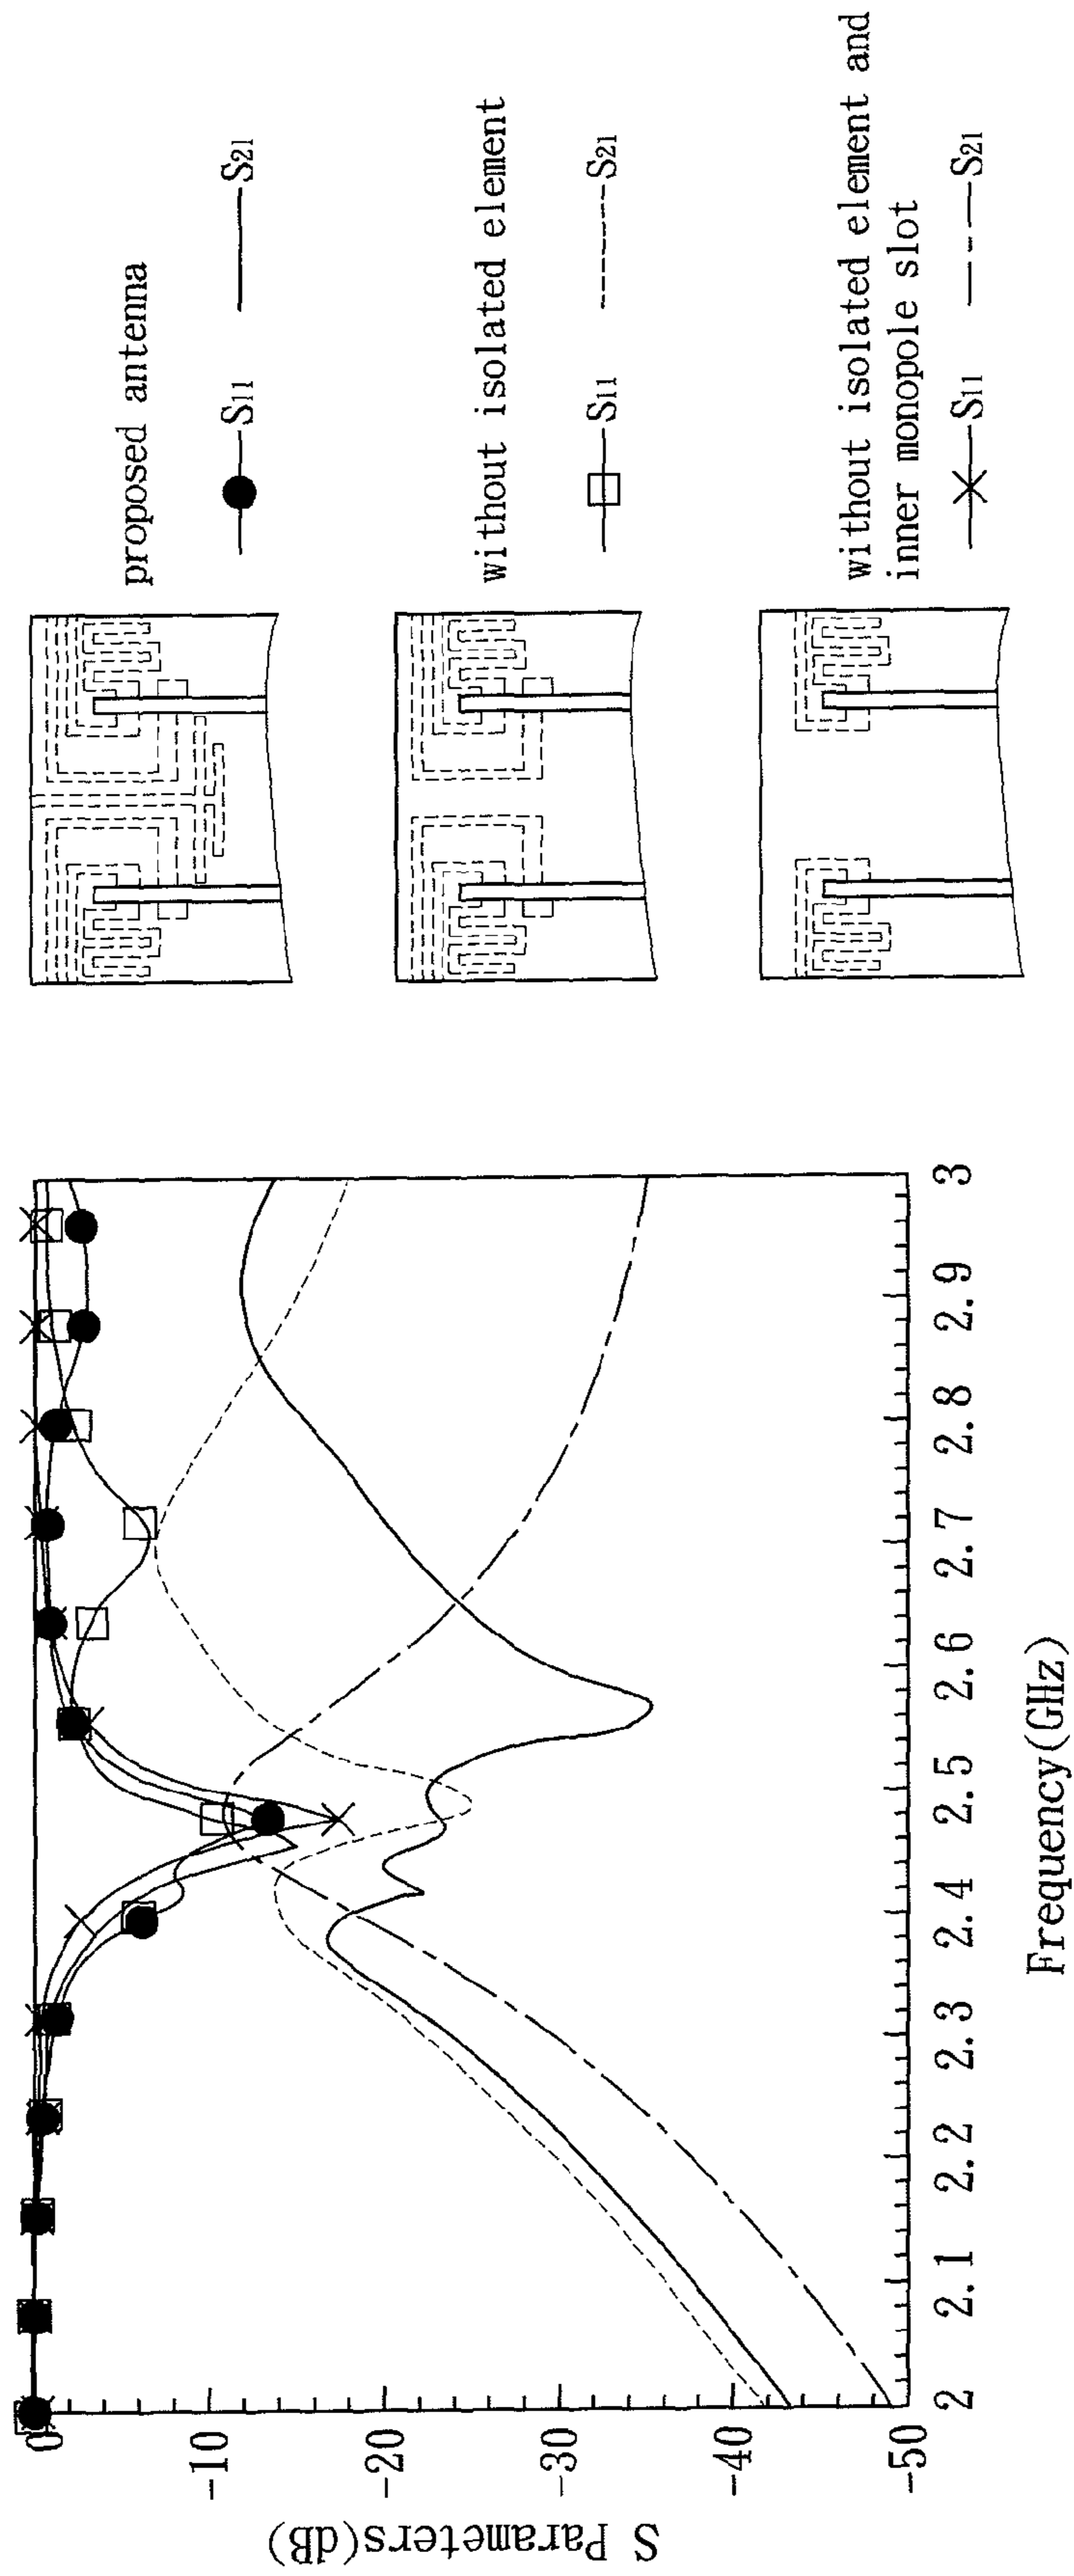 S Parameters(dB)
0
-10
-20
-30
-40
-50
2
2.1
2.2
2.3
2.4
2.5
2.6
2.7
2.8
2.9
3
Frequency(GHz)
proposed antenna
S11
S21
without isolated element
S11
S21
without isolated element and
inner monopole slot
S11
S21